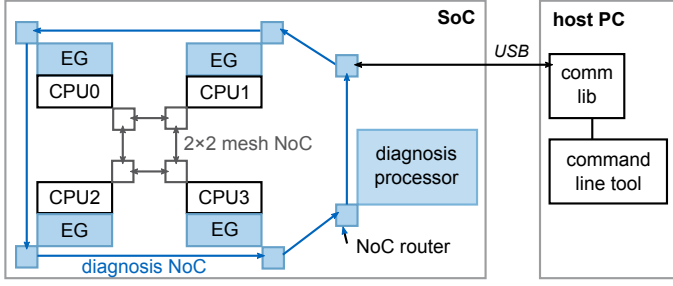 SoC
host PC
EG
EG
CPU0
CPU1
USB
comm
lib
2×2 mesh NoC
diagnosis
processor
command
line tool
CPU2
CPU3
EG
EG
NoC router
diagnosis NoC